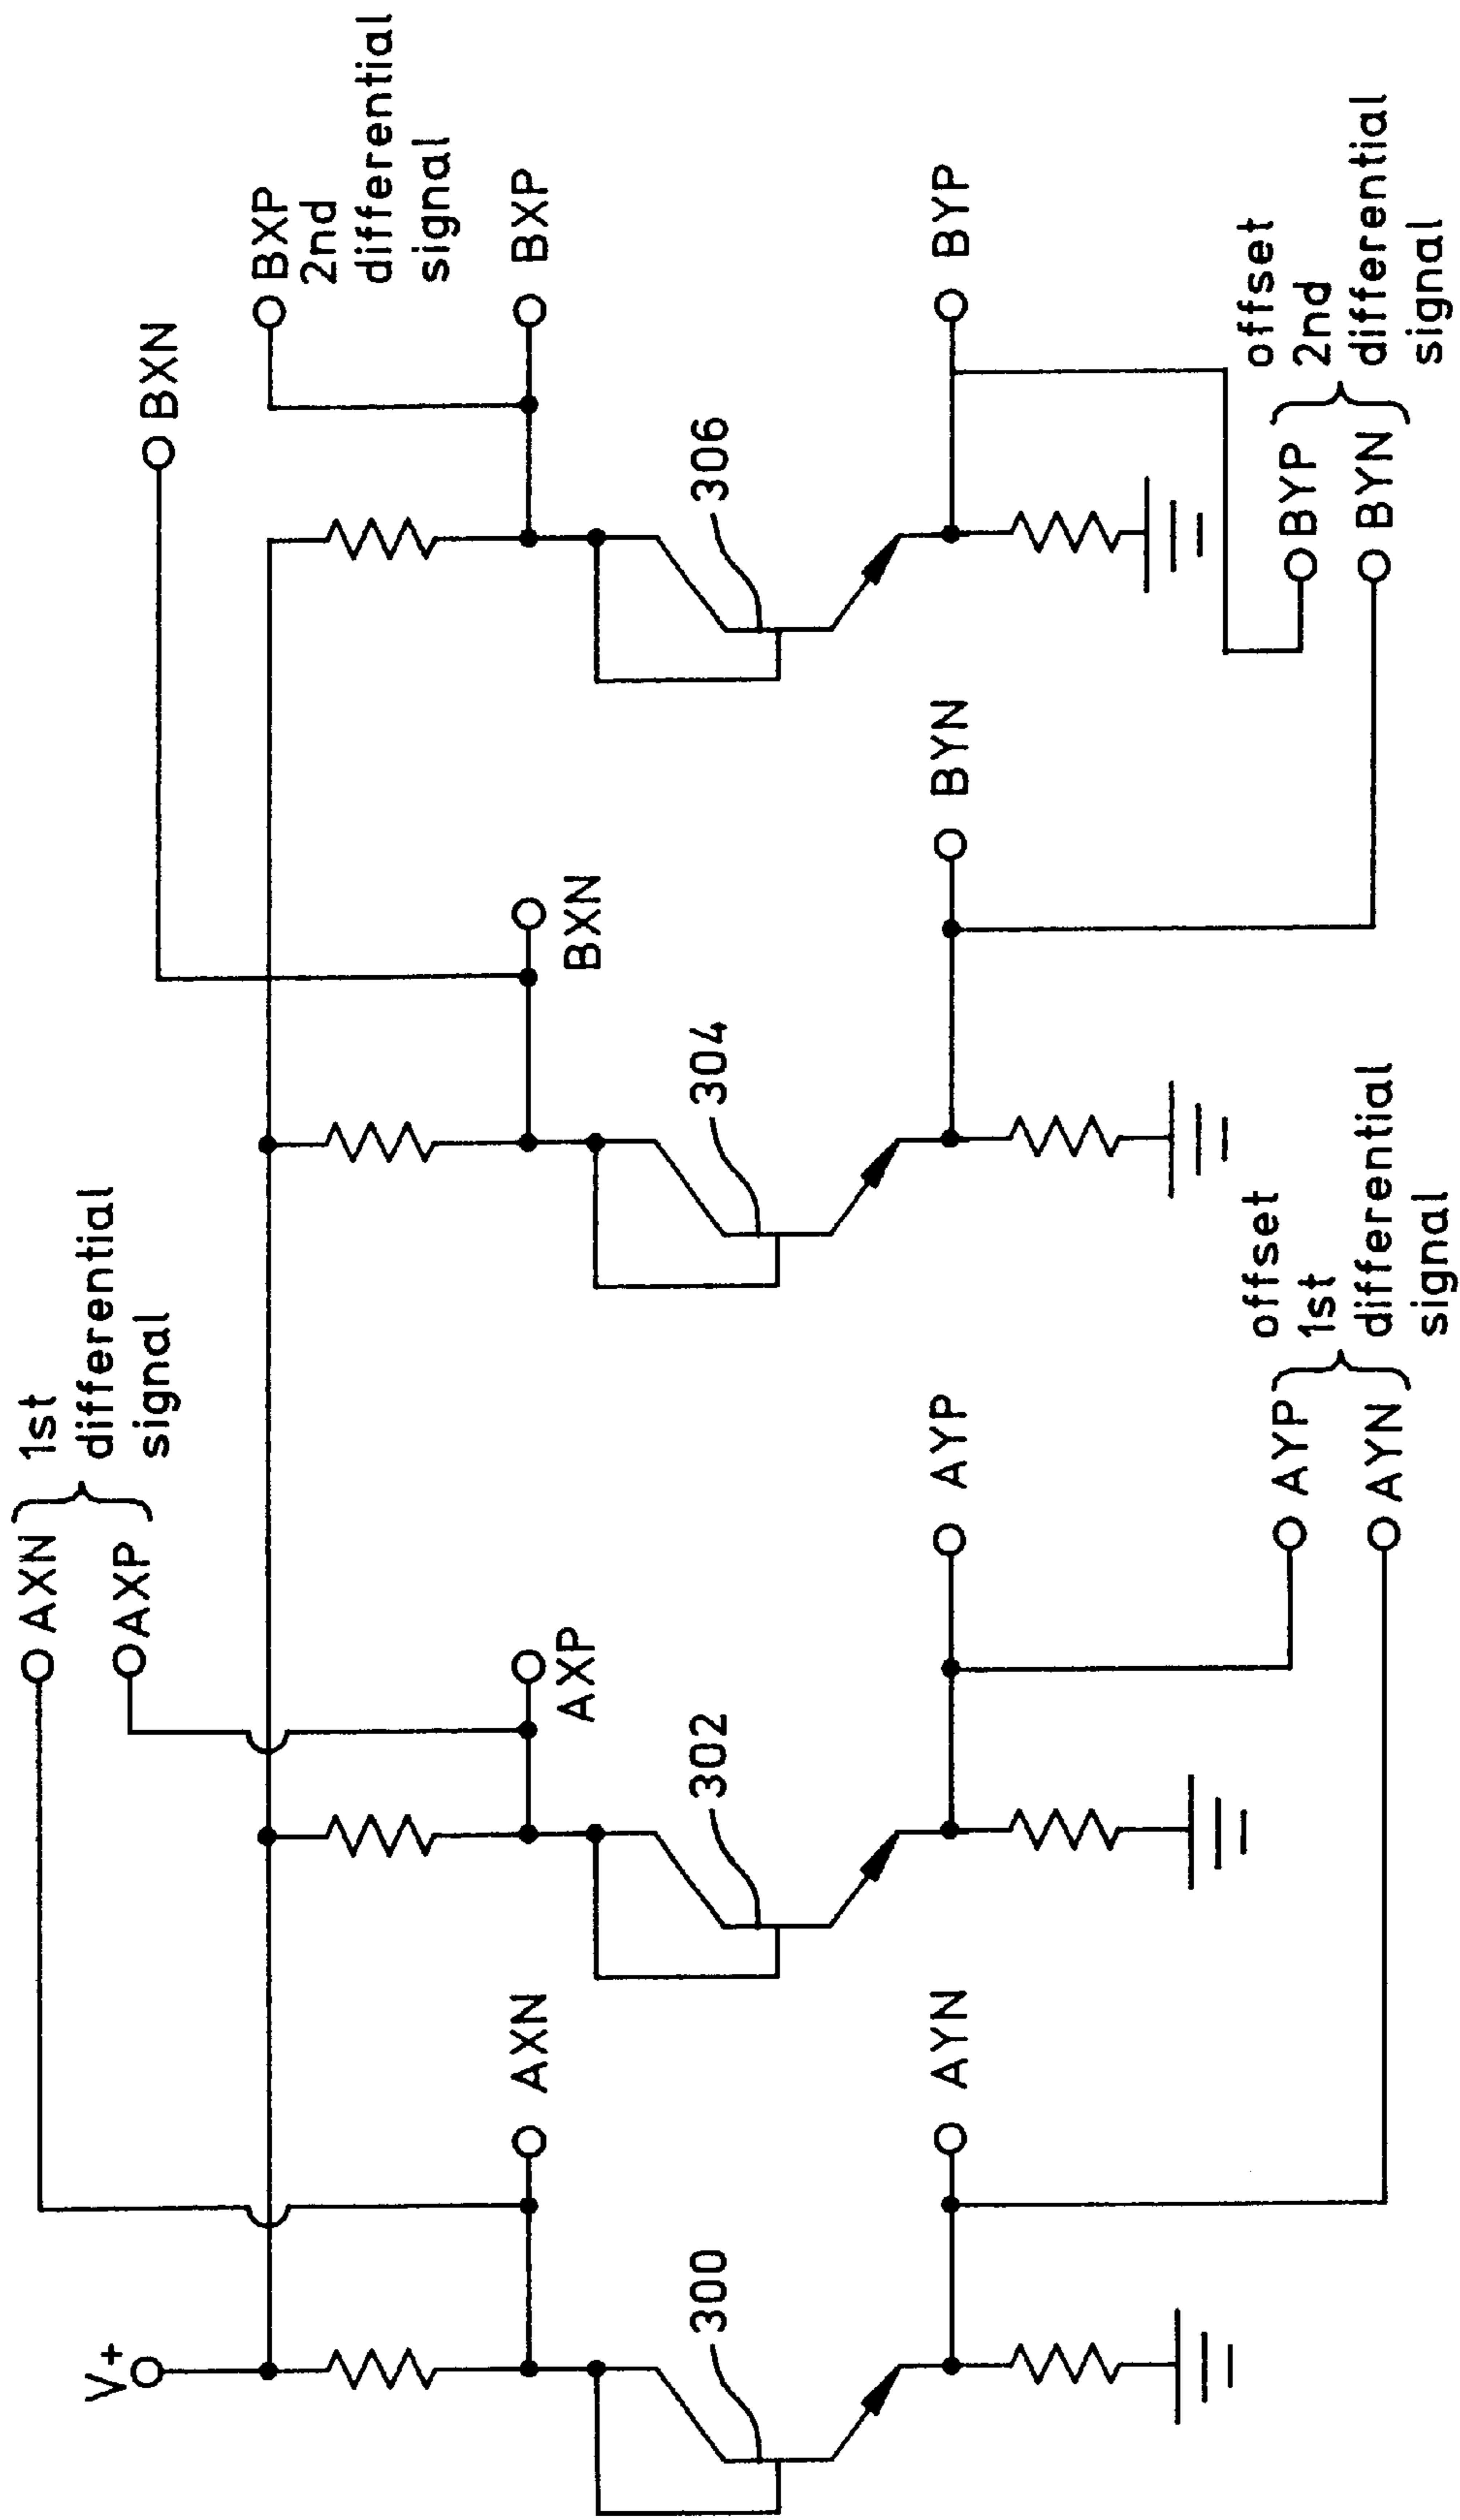 AXN
1st
differential
signal
AXP
V+
BXN
BXP
2nd
differential
signal
AXN
AXP
BXN
BXP
300
302
304
306
AYN
AYP
BYN
BYP
AYP
AYN
offset
1st
differential
signal
BYP
BYN
offset
2nd
differential
signal